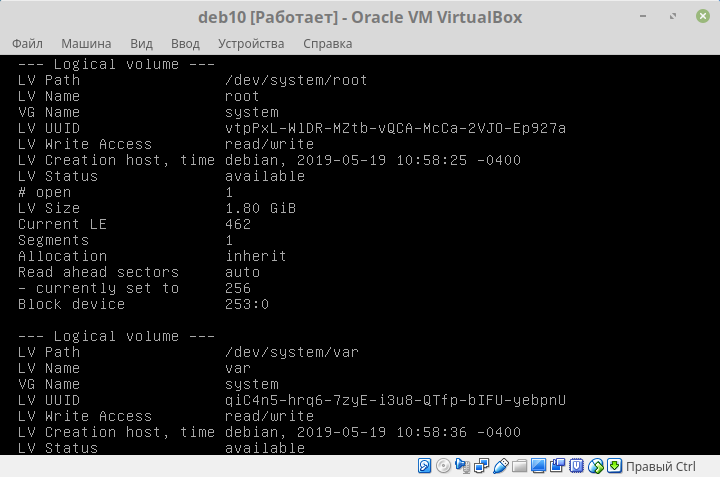 deb10 [Работает] - Oracle VM VirtualBox
Файл Машина Вид Ввод Устройства Справка
--- Logical volume ---
LV Path                /dev/system/root
LV Name                root
VG Name                system
LV UUID                vtpPxL-WlDR-MZtb-vQCA-McCa-2VJO-Ep927a
LV Write Access        read/write
LV Creation host, time debian, 2019-05-19 10:58:25 -0400
LV Status              available
# open                 1
LV Size                1.80 GiB
Current LE             462
Segments               1
Allocation             inherit
Read ahead sectors     auto
- currently set to     256
Block device           253:0
--- Logical volume ---
LV Path                /dev/system/var
LV Name                var
VG Name                system
LV UUID                qiC4n5-hrq6-7zyE-i3u8-QTfp-bIFU-yebpnU
LV Write Access        read/write
LV Creation host, time debian, 2019-05-19 10:58:36 -0400
LV Status              available
Правый Ctrl